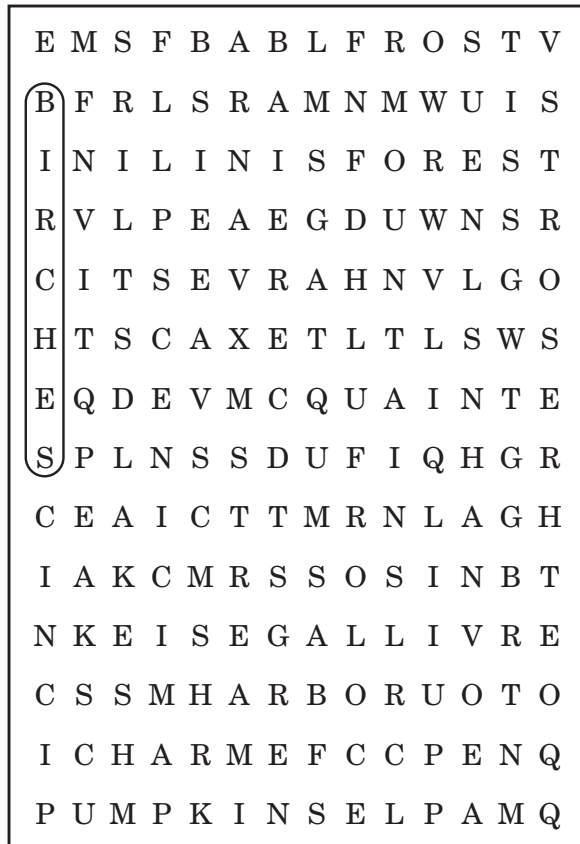 E M S F B A B L F R O S T V
B F R L S R A M N M W U I S
I N I L I N I S F O R E S T
R V L P E A E G D U W N S R
C I T S E V R A H N V L G O
H T S C A X E T L T L S W S
E Q D E V M C Q U A I N T E
S P L N S S D U F I Q H G R
C E A I C T T M R N L A G H
I A K C M R S S O S I N B T
N K E I S E G A L L I V R E
C S S M H A R B O R U O T O
I C H A R M E F C C P E N Q
P U M P K I N S E L P A M Q